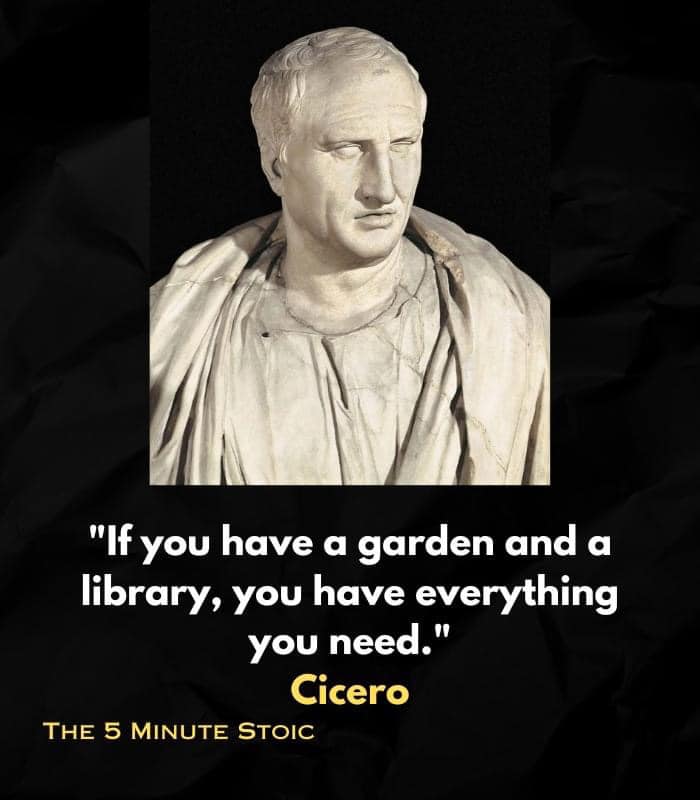 "If you have a garden and a
library, you have everything
you need."
Cicero
THE 5 MINUTE STOIC